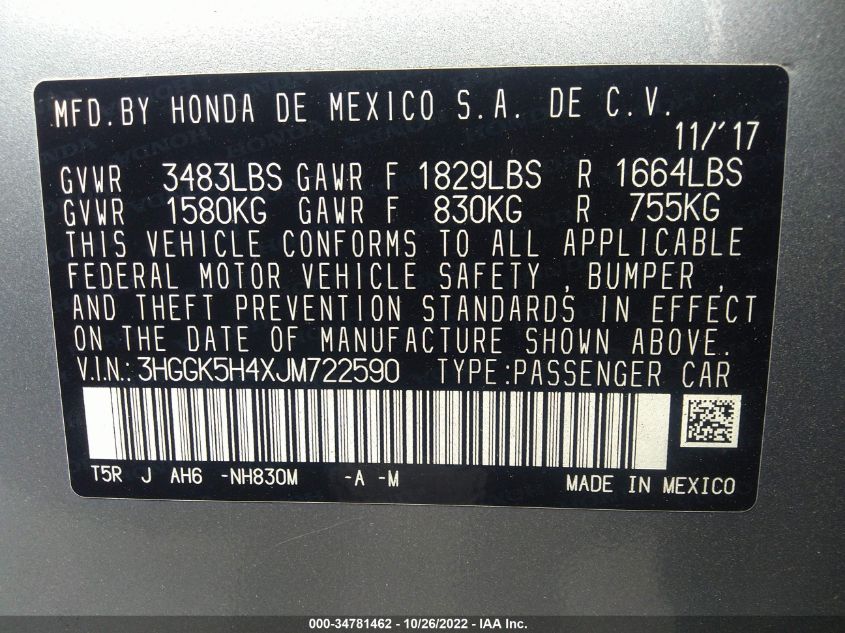 MFD. BY HONDA DE MEXICO S.A. DE C.V.
11/'17
GVWR 3483LBS GAWR F 1829LBS R 1664LBS
GVWR 1580KG GAWR F 830KG R 755KG
THIS VEHICLE CONFORMS TO ALL APPLICABLE
FEDERAL MOTOR VEHICLE SAFETY , BUMPER ,
AND THEFT PREVENTION STANDARDS IN EFFECT
ON THE DATE OF MANUFACTURE SHOWN ABOVE.
V.I.N.: 3HGGK5H4XJM722590 TYPE:PASSENGER CAR
T5R J AH6 -NH830M -A -M MADE IN MEXICO
000-34781462 - 10/26/2022 - IAA Inc.